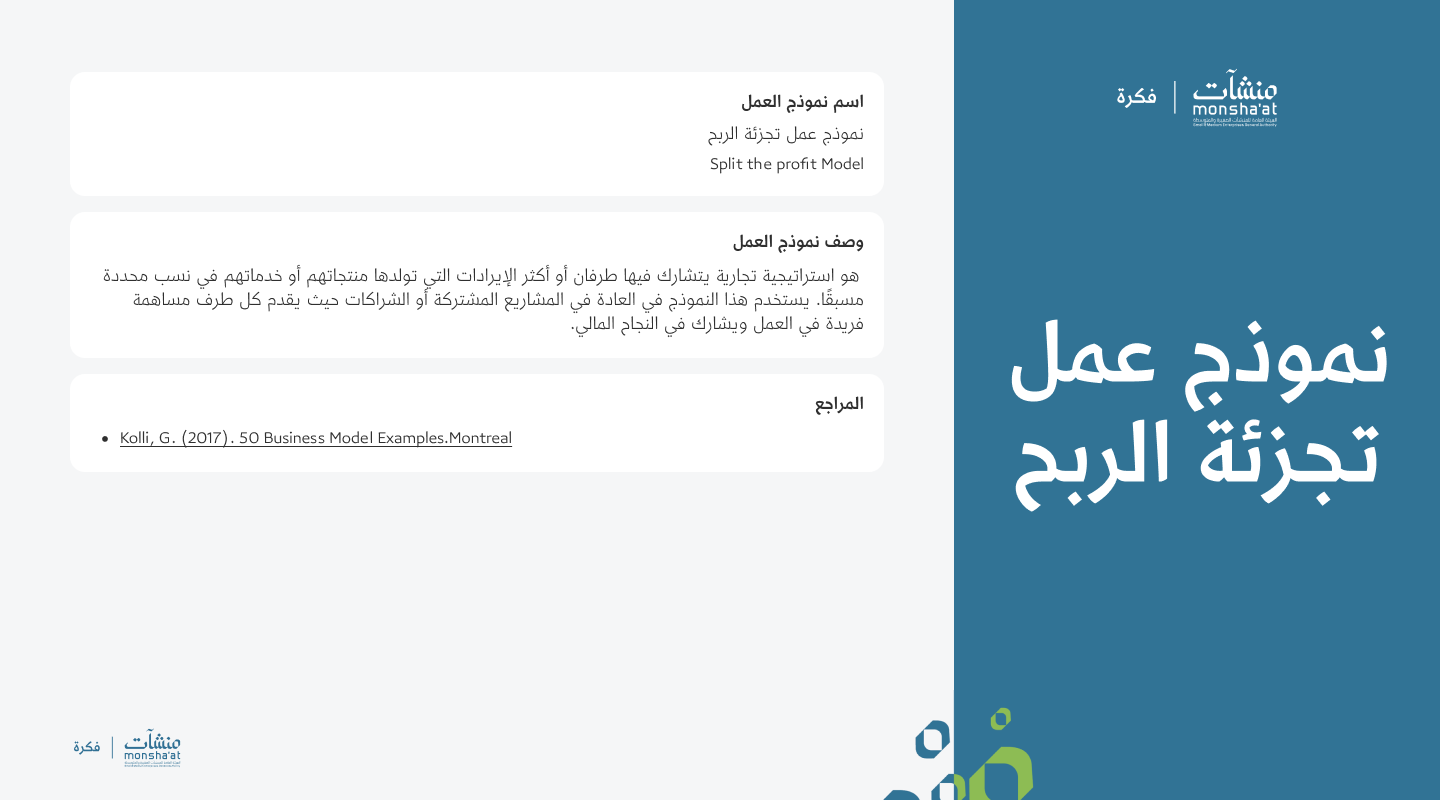 منشآت
monsha'at
الهيئة العامة للمنشآت الصغيرة والمتوسطة
Small & Medium Enterprises General Authority
فكرة
نموذج عمل
تجزئة الربح
اسم نموذج العمل
نموذج عمل تجزئة الربح
Split the profit Model
وصف نموذج العمل
هو استراتيجية تجارية يتشارك فيها طرفان أو أكثر الإيرادات التي تولدها منتجاتهم أو خدماتهم في نسب محددة
مسبقًا. يستخدم هذا النموذج في العادة في المشاريع المشتركة أو الشراكات حيث يقدم كل طرف مساهمة
فريدة في العمل ويشارك في النجاح المالي.
المراجع
• Kolli, G. (2017). 50 Business Model Examples.Montreal
منشآت
monsha'at
فكرة